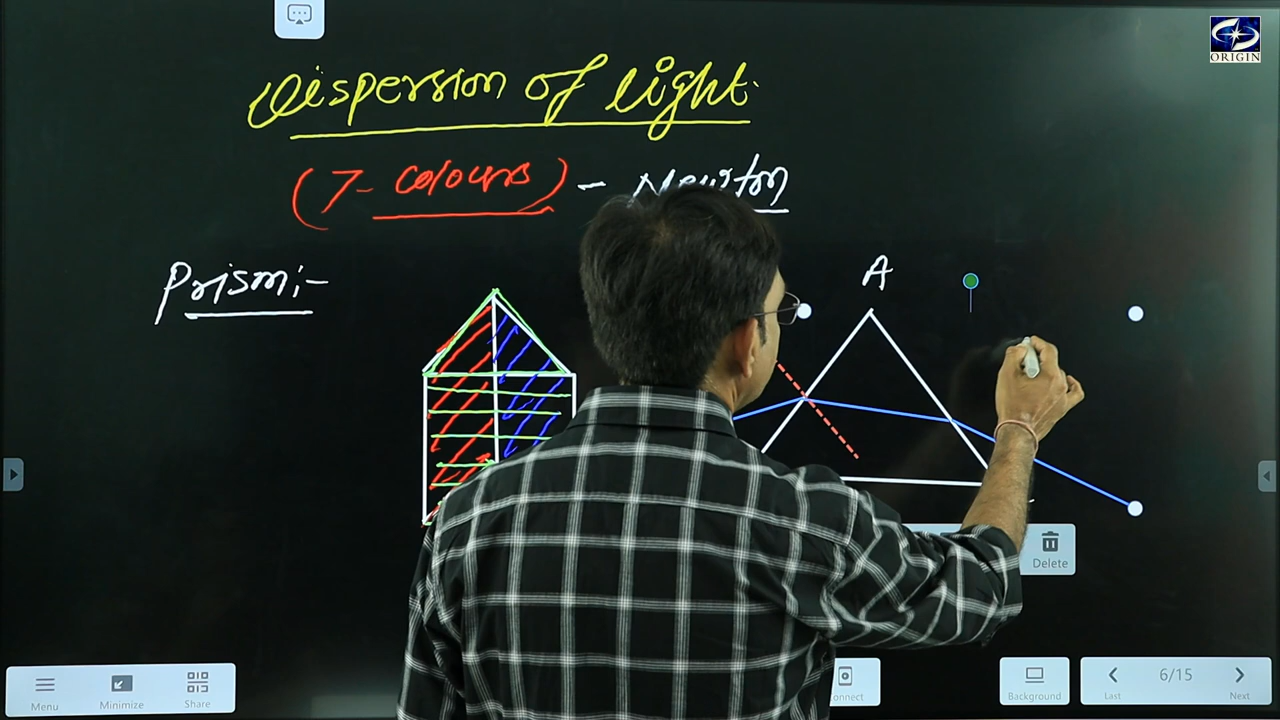 ORIGIN
Dispersion of light.
(7- Colours) - Newton
Prism:-
A
Delete
Menu
Minimize
Share
Background
6/15
Last
Next